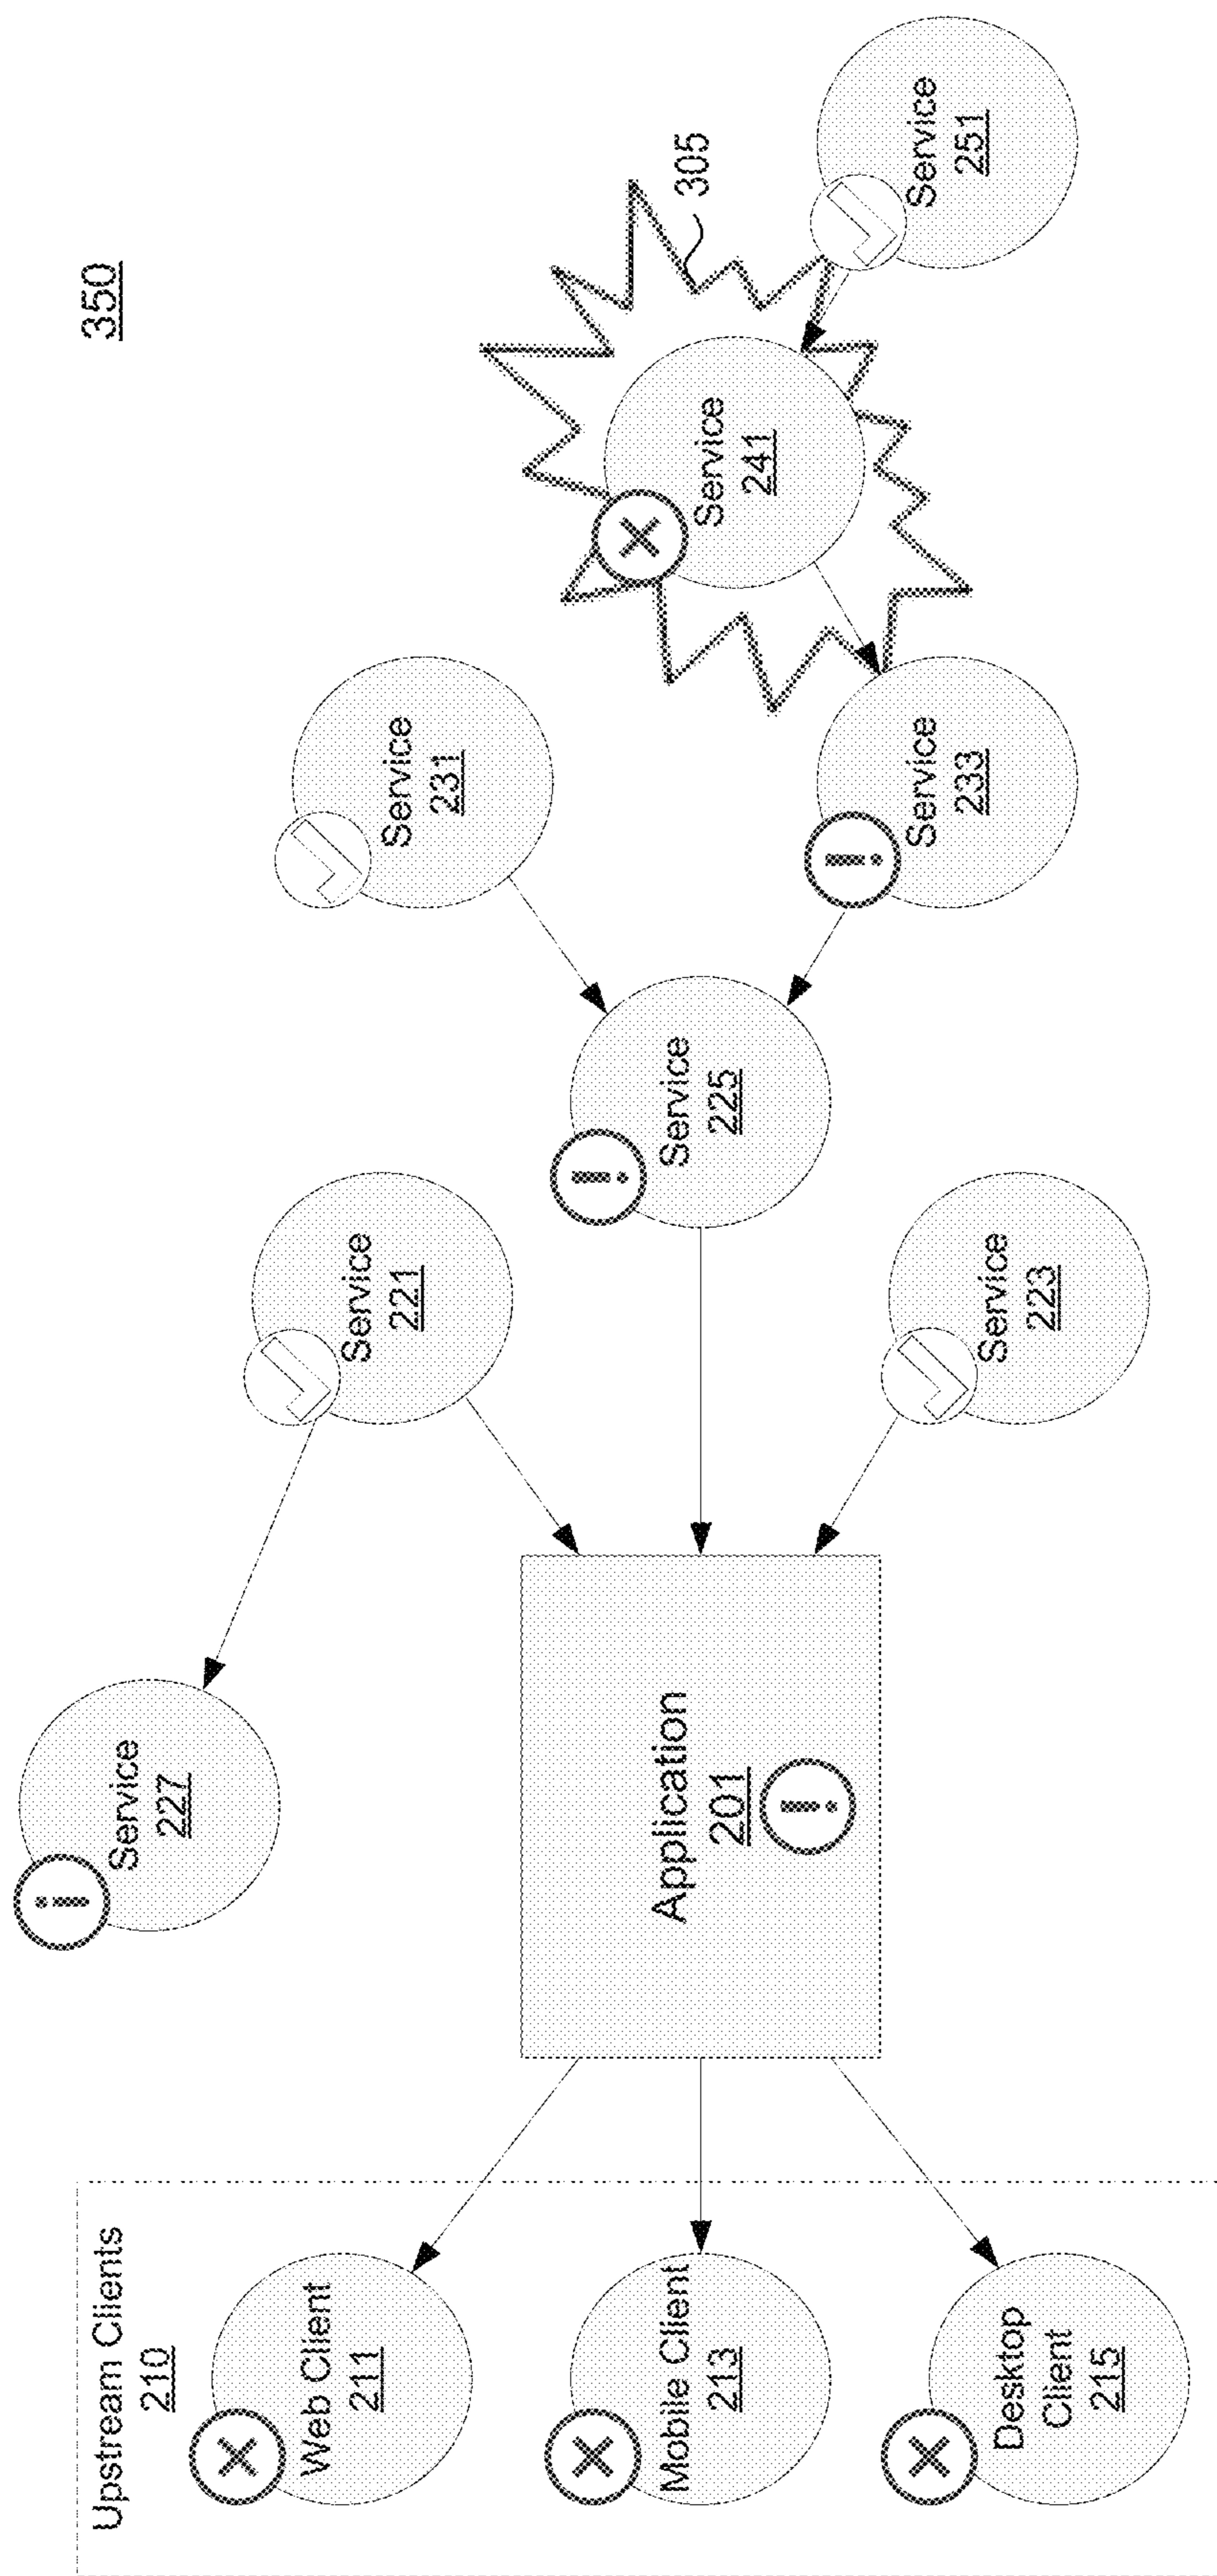 350
Upstream Clients
210
Web Client
211
Mobile Client
213
Desktop
Client
215
Service
227
Application
201
Service
221
Service
223
Service
225
Service
231
Service
233
Service
241
305
Service
251